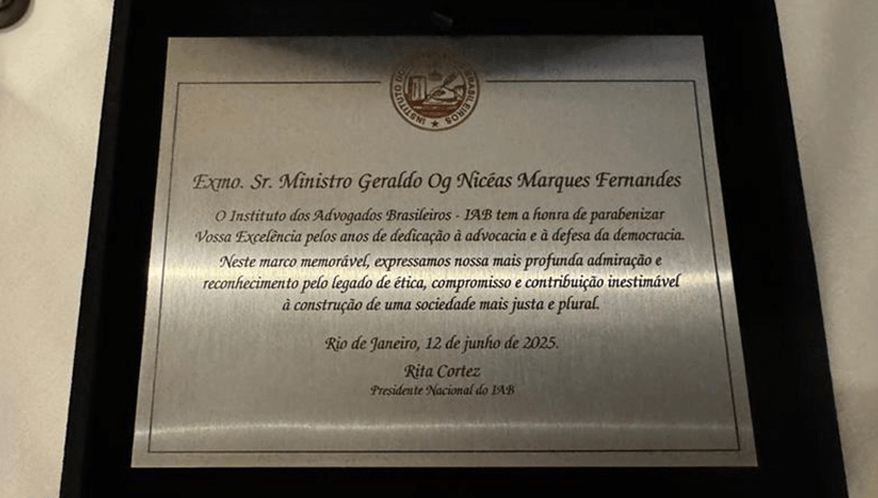 INSTITUTO DOS BRASILEIROS
Exmo. Sr. Ministro Geraldo Og Nicéas Marques Fernandes
O Instituto dos Advogados Brasileiros - IAB tem a honra de parabenizar
Vossa Excelência pelos anos de dedicação à advocacia e à defesa da democracia.
Neste marco memorável, expressamos nossa mais profunda admiração e
reconhecimento pelo legado de ética, compromisso e contribuição inestimável
à construção de uma sociedade mais justa e plural.
Rio de Janeiro, 12 de junho de 2025.
Rita Cortez
Presidente Nacional do IAB